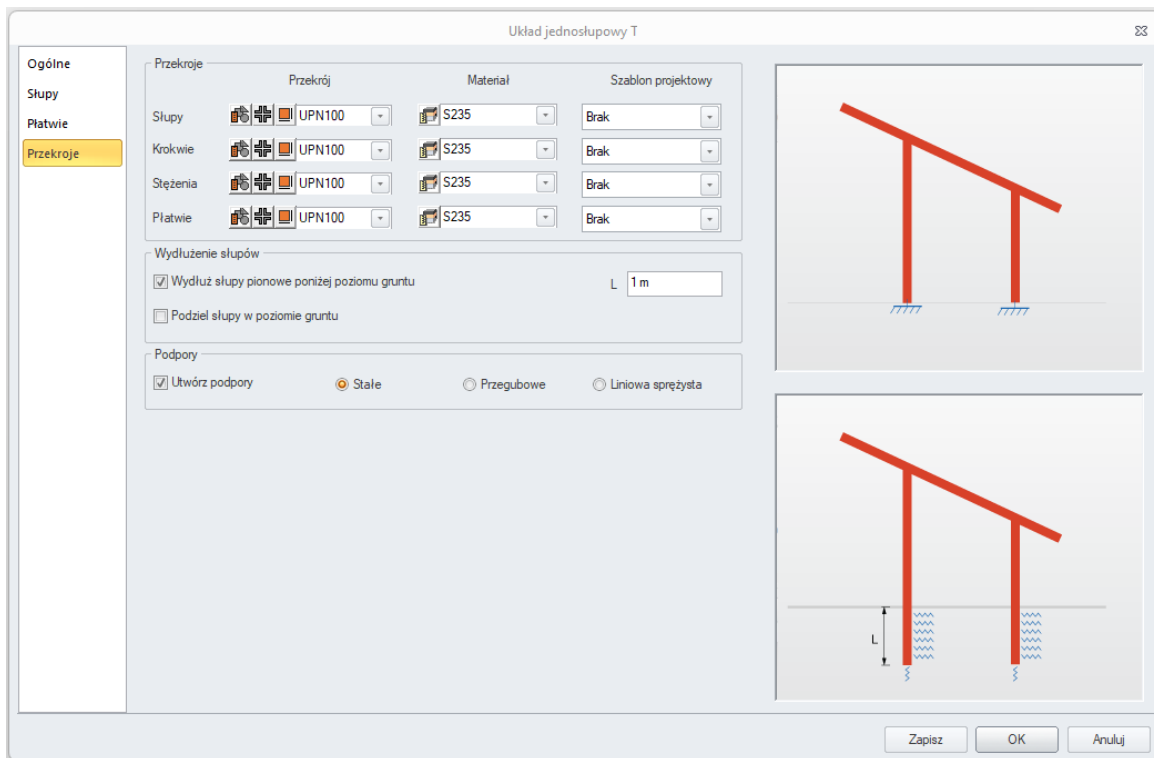 Układ jednosłupowy T
Ogólne
Słupy
Płatwie
Przekroje
Przekroje
Przekrój Materiał Szablon projektowy
Słupy UPN100 S235 Brak
Krokwie UPN100 S235 Brak
Stężenia UPN100 S235 Brak
Płatwie UPN100 S235 Brak
Wydłużenie słupów
Wydłuż słupy pionowe poniżej poziomu gruntu L 1 m
Podziel słupy w poziomie gruntu
Podpory
Utwórz podpory Stałe Przegubowe Liniowa sprężysta
L
Zapisz OK Anuluj